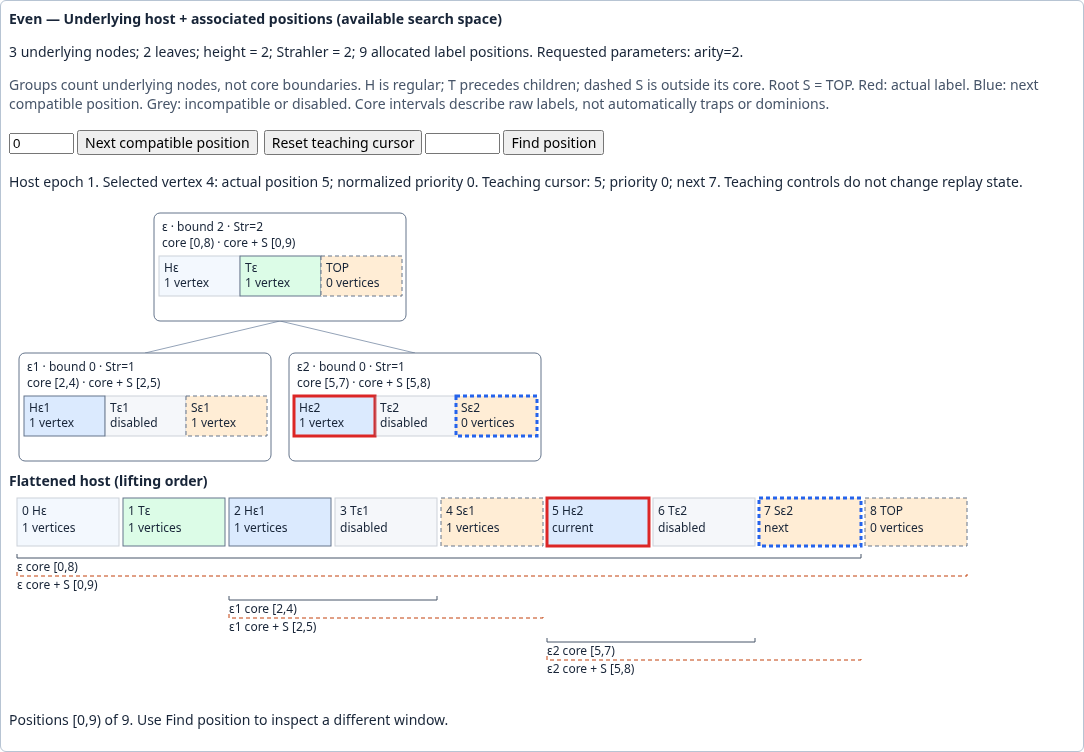 Even — Underlying host + associated positions (available search space)
3 underlying nodes; 2 leaves; height = 2; Strahler = 2; 9 allocated label positions. Requested parameters: arity=2.
Groups count underlying nodes, not core boundaries. H is regular; T precedes children; dashed S is outside its core. Root S = TOP. Red: actual label. Blue: next
compatible position. Grey: incompatible or disabled. Core intervals describe raw labels, not automatically traps or dominions.
0 Next compatible position Reset teaching cursor Find position
Host epoch 1. Selected vertex 4: actual position 5; normalized priority 0. Teaching cursor: 5; priority 0; next 7. Teaching controls do not change replay state.
ε · bound 2 · Str=2
core [0,8) · core + S [0,9)
Hε Tε TOP
1 vertex 1 vertex 0 vertices
ε1 · bound 0 · Str=1
core [2,4) · core + S [2,5)
Hε1 Tε1 Sε1
1 vertex disabled 1 vertex
ε2 · bound 0 · Str=1
core [5,7) · core + S [5,8)
Hε2 Tε2 Sε2
1 vertex disabled 0 vertices
Flattened host (lifting order)
0 Hε 1 Tε 2 Hε1 3 Tε1 4 Sε1 5 Hε2 6 Tε2 7 Sε2 8 TOP
1 vertices 1 vertices 1 vertices disabled 1 vertices current disabled next 0 vertices
ε core [0,8)
ε core + S [0,9)
ε1 core [2,4)
ε1 core + S [2,5)
ε2 core [5,7)
ε2 core + S [5,8)
Positions [0,9) of 9. Use Find position to inspect a different window.